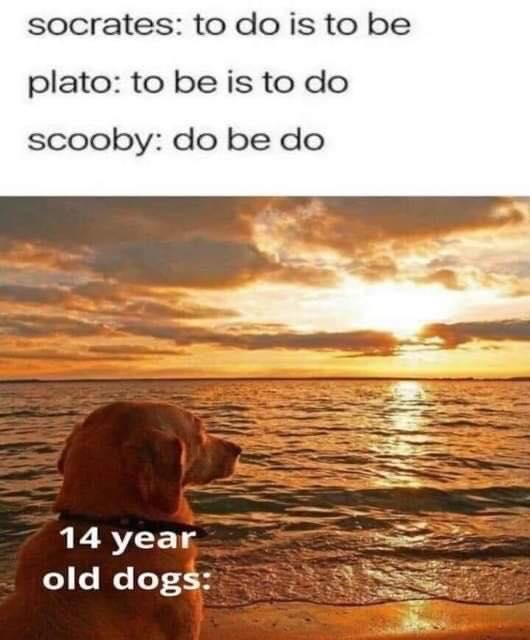 socrates: to do is to be
plato: to be is to do
scooby: do be do
14 year
old dogs: